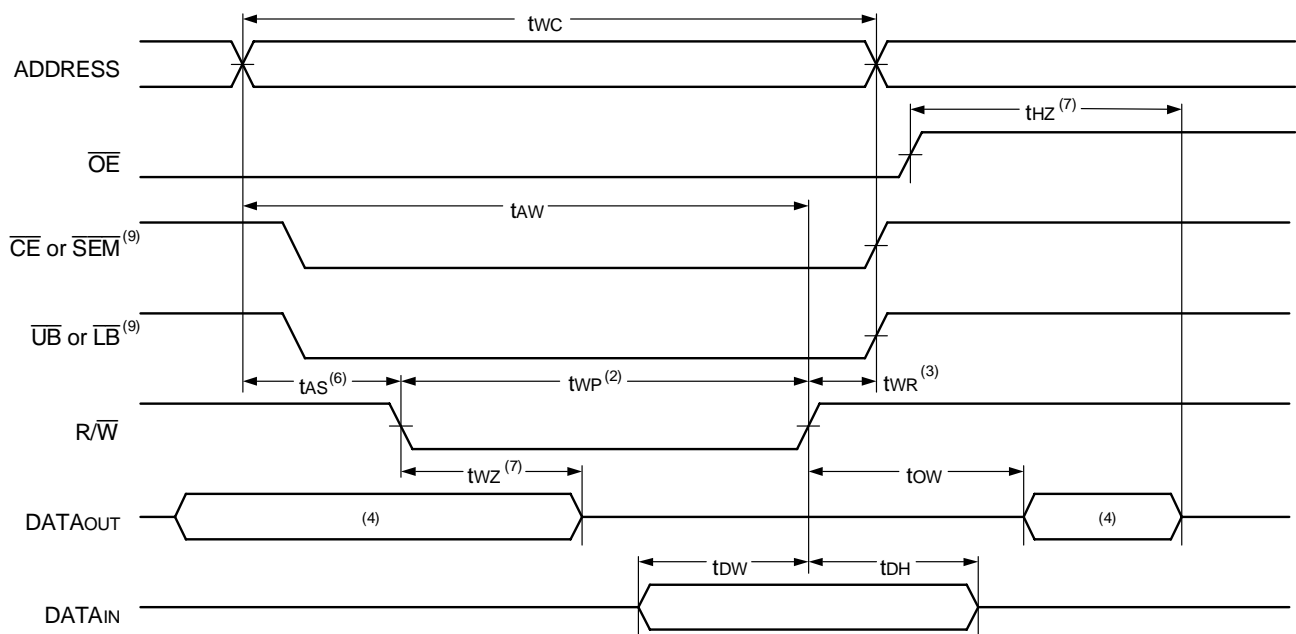 tWC
ADDRESS
tHZ (7)
OE
tAW
CE or SEM (9)
UB or LB (9)
tAS (6) tWP (2) tWR (3)
R/W
tWZ (7) tOW
DATAOUT (4) (4)
tDW tDH
DATAIN